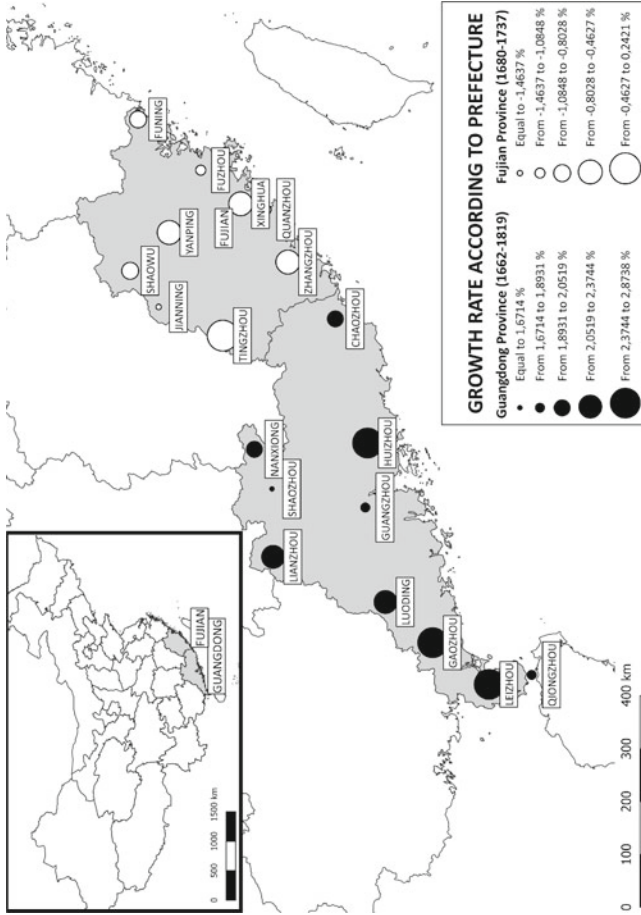 FUJIAN
GUANGDONG
0 500 1000 1500 km
FUNING
FUZHOU
SHAOWU
YANPING
FUJIAN
XINGHUA
JIANNING
QUANZHOU
ZHANGZHOU
TINGZHOU
CHAOZHOU
NANXIONG
SHAOZHOU
HUIZHOU
GUANGZHOU
LIANZHOU
LUODING
GAOZHOU
LEIZHOU
QIONGZHOU
0 100 200 300 400 km
GROWTH RATE ACCORDING TO PREFECTURE
Guangdong Province (1662-1819)
Equal to 1,6714 %
From 1,6714 to 1,8931 %
From 1,8931 to 2,0519 %
From 2,0519 to 2,3744 %
From 2,3744 to 2,8738 %
Fujian Province (1680-1737)
Equal to -1,4637 %
From -1,4637 to -1,0848 %
From -1,0848 to -0,8028 %
From -0,8028 to -0,4627 %
From -0,4627 to 0,2421 %